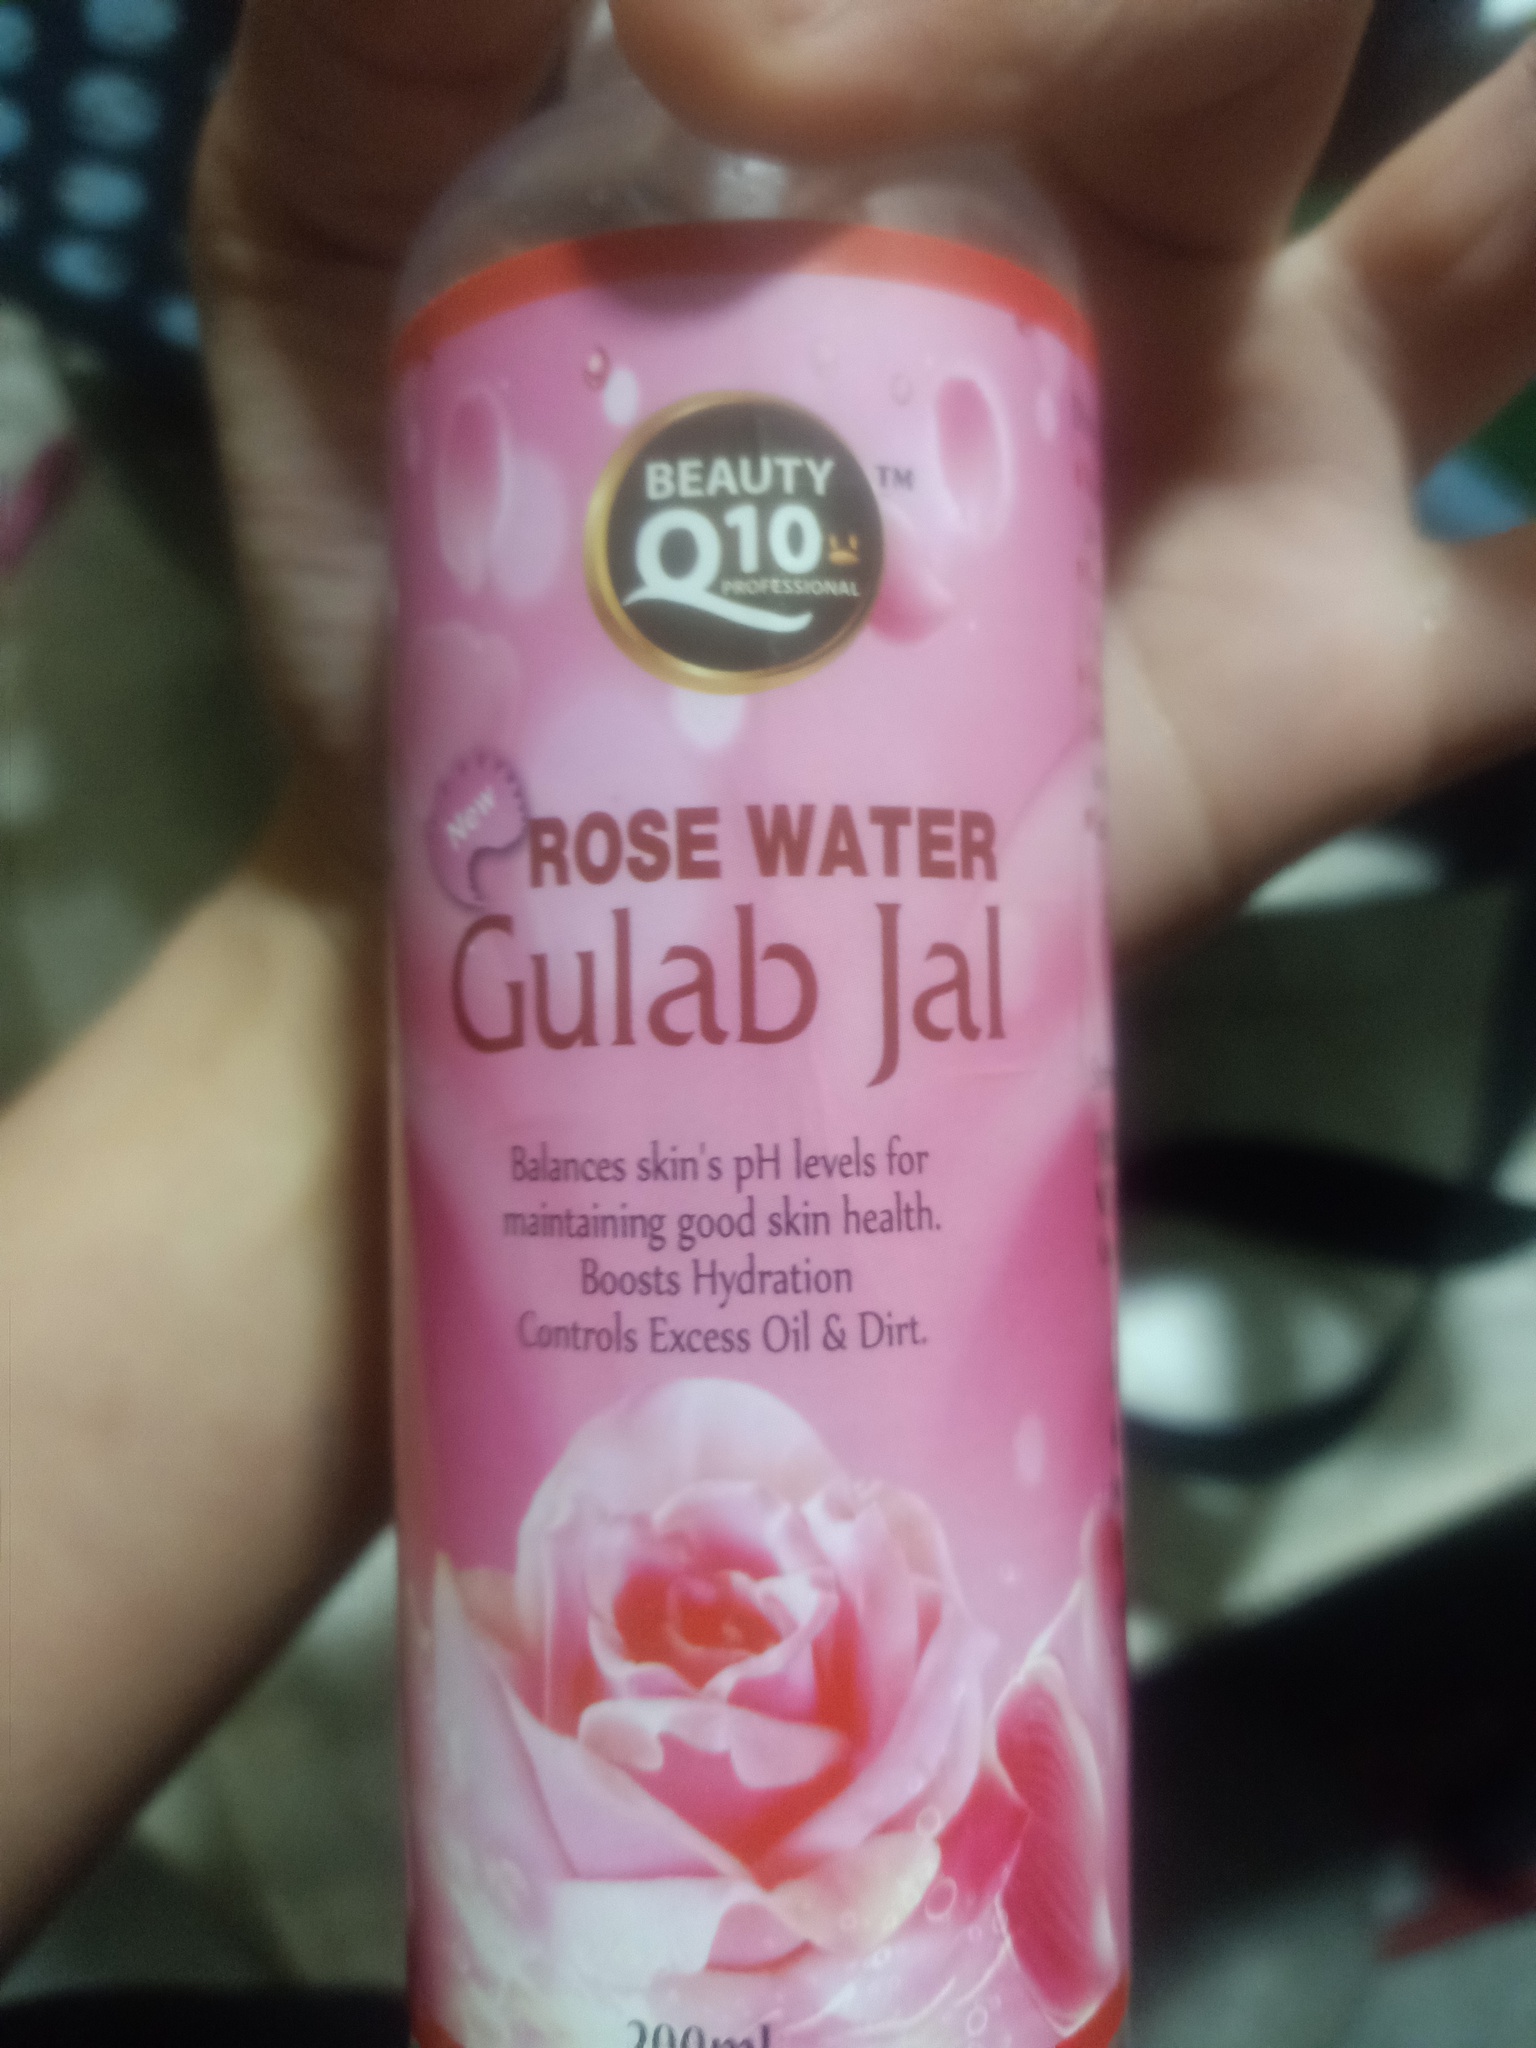 BEAUTY
Q10
PROFESSIONAL
TM
New
ROSE WATER
Gulab Jal
Balances skin's pH levels for
maintaining good skin health.
Boosts Hydration
Controls Excess Oil & Dirt.
200ml